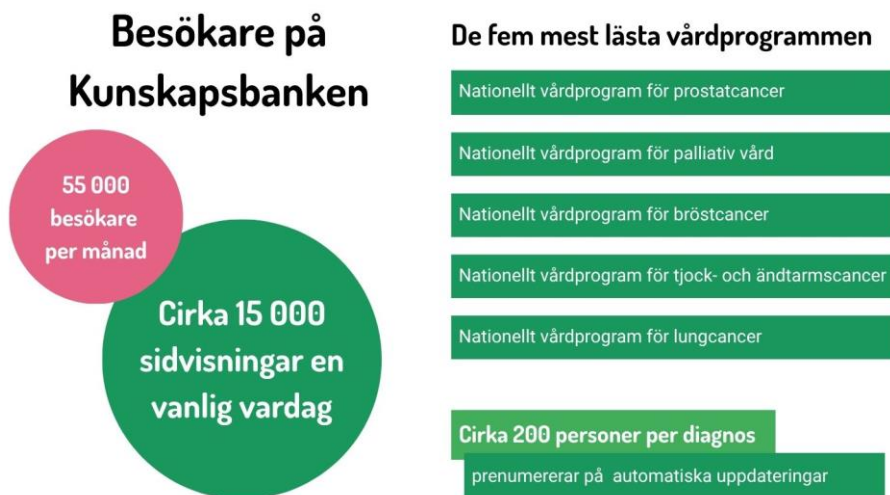 Besökare på
Kunskapsbanken
55 000
besökare
per månad
Cirka 15 000
sidvisningar en
vanlig vardag
De fem mest lästa vårdprogrammen
Nationellt vårdprogram för prostatcancer
Nationellt vårdprogram för palliativ vård
Nationellt vårdprogram för bröstcancer
Nationellt vårdprogram för tjock- och ändtarmscancer
Nationellt vårdprogram för lungcancer
Cirka 200 personer per diagnos
prenumererar på automatiska uppdateringar